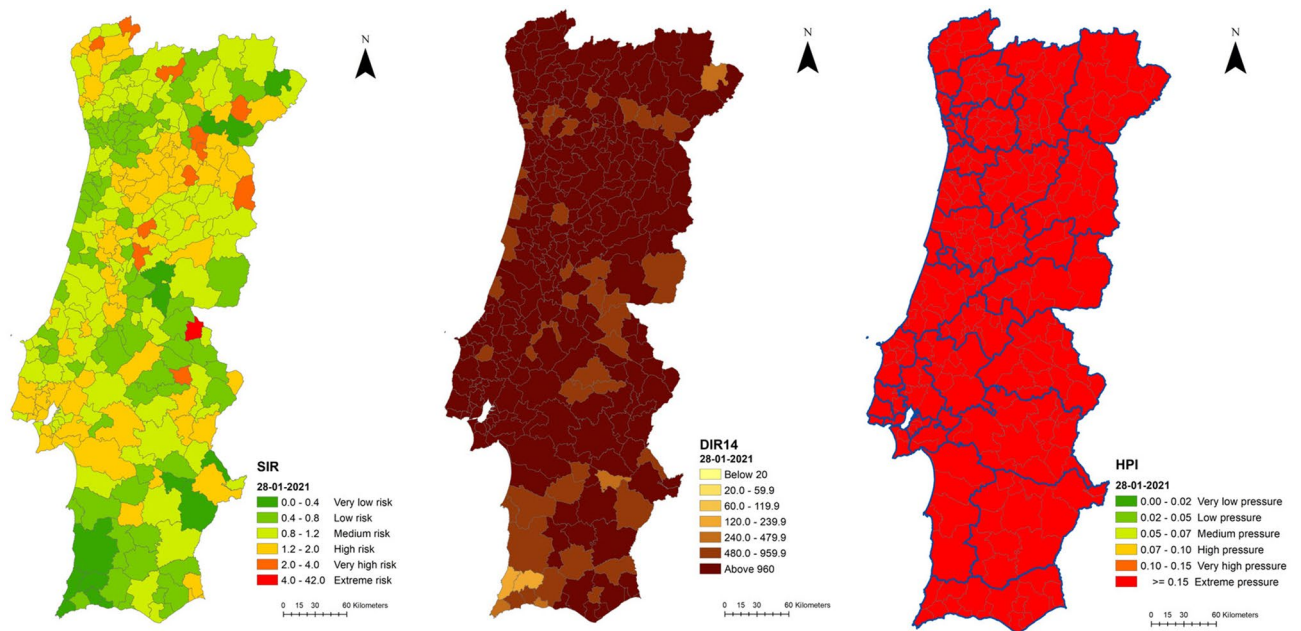 N
SIR
28-01-2021
0.0 - 0.4 Very low risk
0.4 - 0.8 Low risk
0.8 - 1.2 Medium risk
1.2 - 2.0 High risk
2.0 - 4.0 Very high risk
4.0 - 42.0 Extreme risk
0 15 30 60 Kilometers
N
DIR14
28-01-2021
Below 20
20.0 - 59.9
60.0 - 119.9
120.0 - 239.9
240.0 - 479.9
480.0 - 959.9
Above 960
0 15 30 60 Kilometers
N
HPI
28-01-2021
0.00 - 0.02 Very low pressure
0.02 - 0.05 Low pressure
0.05 - 0.07 Medium pressure
0.07 - 0.10 High pressure
0.10 - 0.15 Very high pressure
>= 0.15 Extreme pressure
0 15 30 60 Kilometers